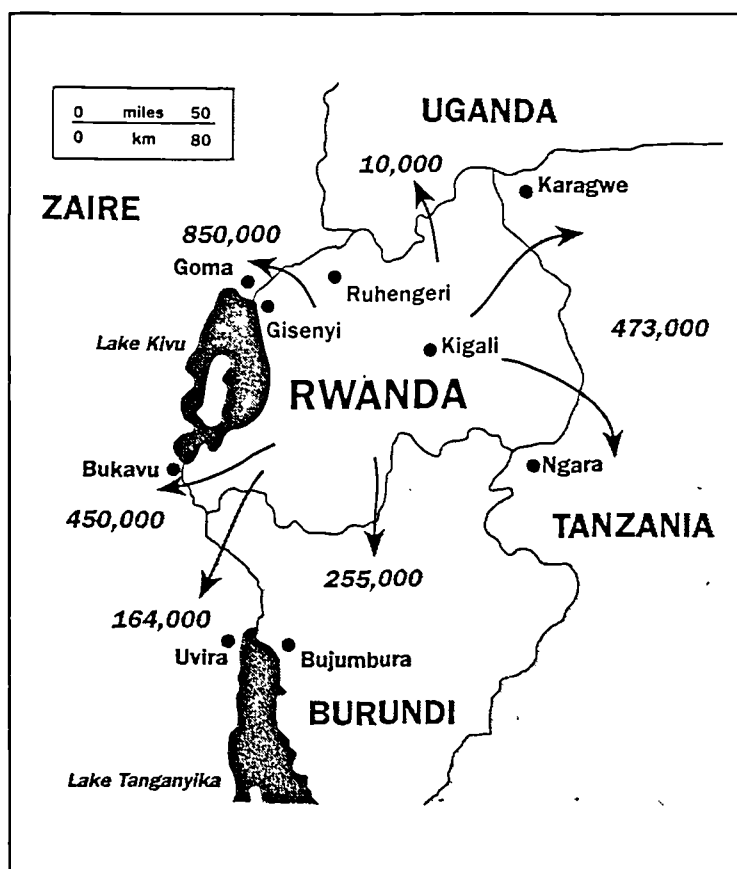 0 miles 50
0 km 80
UGANDA
10,000
Karagwe
ZAIRE
850,000
Goma
Ruhengeri
Gisenyi
473,000
Lake Kivu
Kigali
RWANDA
Bukavu
Ngara
450,000
TANZANIA
255,000
164,000
Uvira
Bujumbura
BURUNDI
Lake Tanganyika